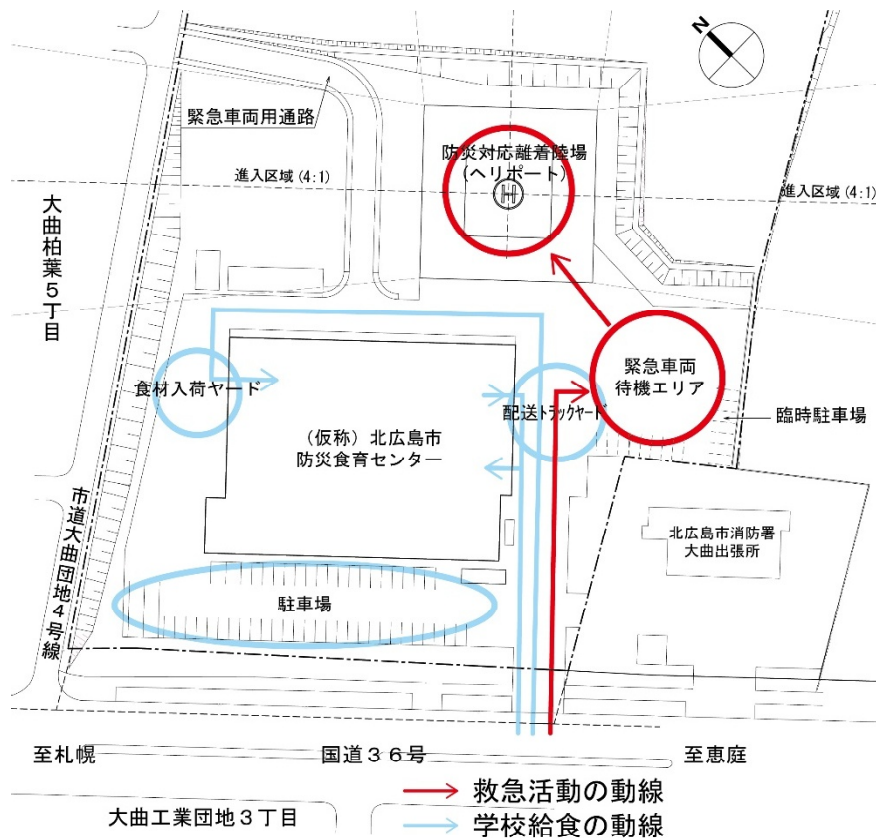 N
緊急車両用通路
防災対応離着陸場
(ヘリポート)
H
進入区域(4:1)
進入区域(4:1)
大曲柏葉5丁目
緊急車両
待機エリア
食材入荷ヤード
配送トラックヤード
臨時駐車場
(仮称)北広島市
防災食育センター
市道大曲団地4号線
北広島市消防署
大曲出張所
駐車場
至札幌
国道36号
至恵庭
救急活動の動線
大曲工業団地3丁目
学校給食の動線